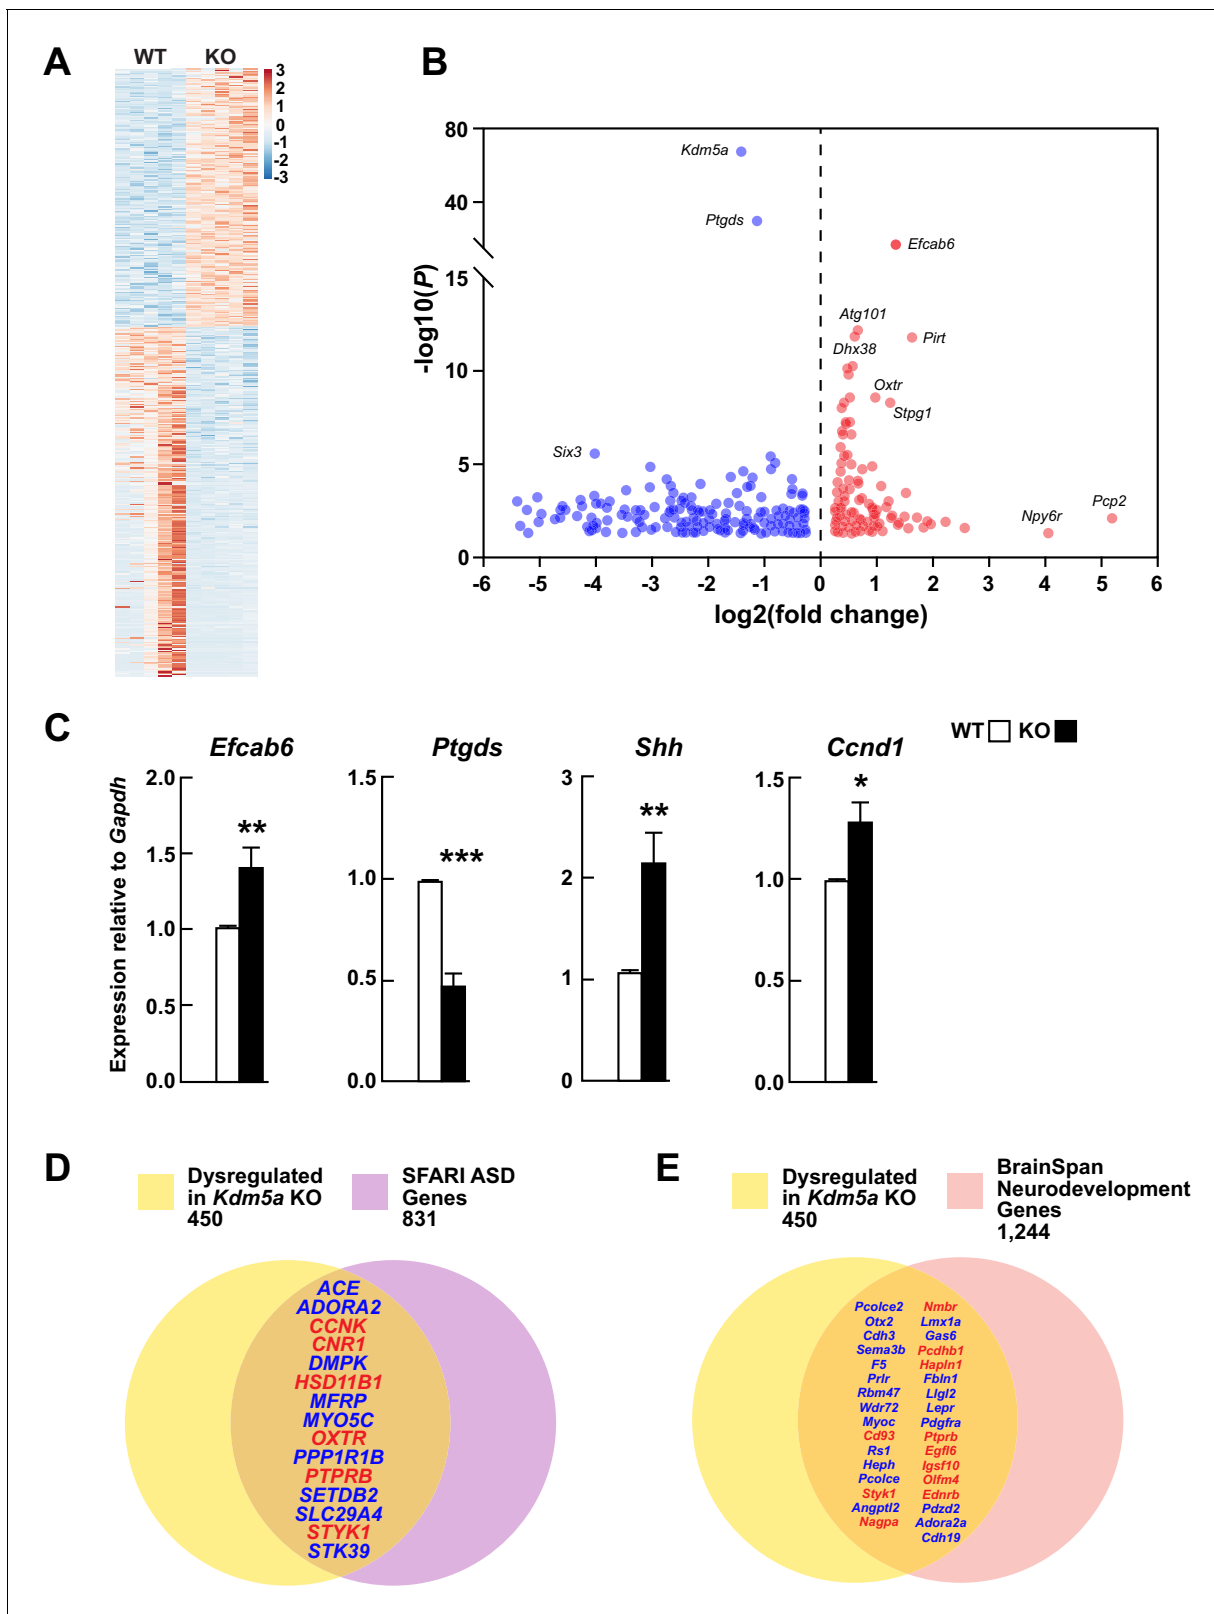 A
WT KO
3
2
1
0
-1
-2
-3
B
80
40
15
10
5
0
-log10(P)
Kdm5a
Ptgds
Efcab6
Atg101
Pirt
Dhx38
Oxtr
Stpg1
Six3
Npy6r
Pcp2
-6 -5 -4 -3 -2 -1 0 1 2 3 4 5 6
log2(fold change)
C
WT KO
Expression relative to Gapdh
Efcab6
2.0
1.5
1.0
0.5
0.0
**
Ptgds
1.5
1.0
0.5
0.0
***
Shh
3
2
1
0
**
Ccnd1
1.5
1.0
0.5
0.0
*
D
Dysregulated
in Kdm5a KO
450
SFARI ASD
Genes
831
ACE
ADORA2
CCNK
CNR1
DMPK
HSD11B1
MFRP
MYO5C
OXTR
PPP1R1B
PTPRB
SETDB2
SLC29A4
STYK1
STK39
E
Dysregulated
in Kdm5a KO
450
BrainSpan
Neurodevelopment
Genes
1,244
Pcolce2
Otx2
Cdh3
Sema3b
F5
Prlr
Rbm47
Wdr72
Myoc
Cd93
Rs1
Heph
Pcolce
Styk1
Angptl2
Nagpa
Nmbr
Lmx1a
Gas6
Pcdhb1
Hapln1
Fbln1
Llgl2
Lepr
Pdgfra
Ptprb
Egfl6
Igsf10
Olfm4
Ednrb
Pdzd2
Adora2a
Cdh19